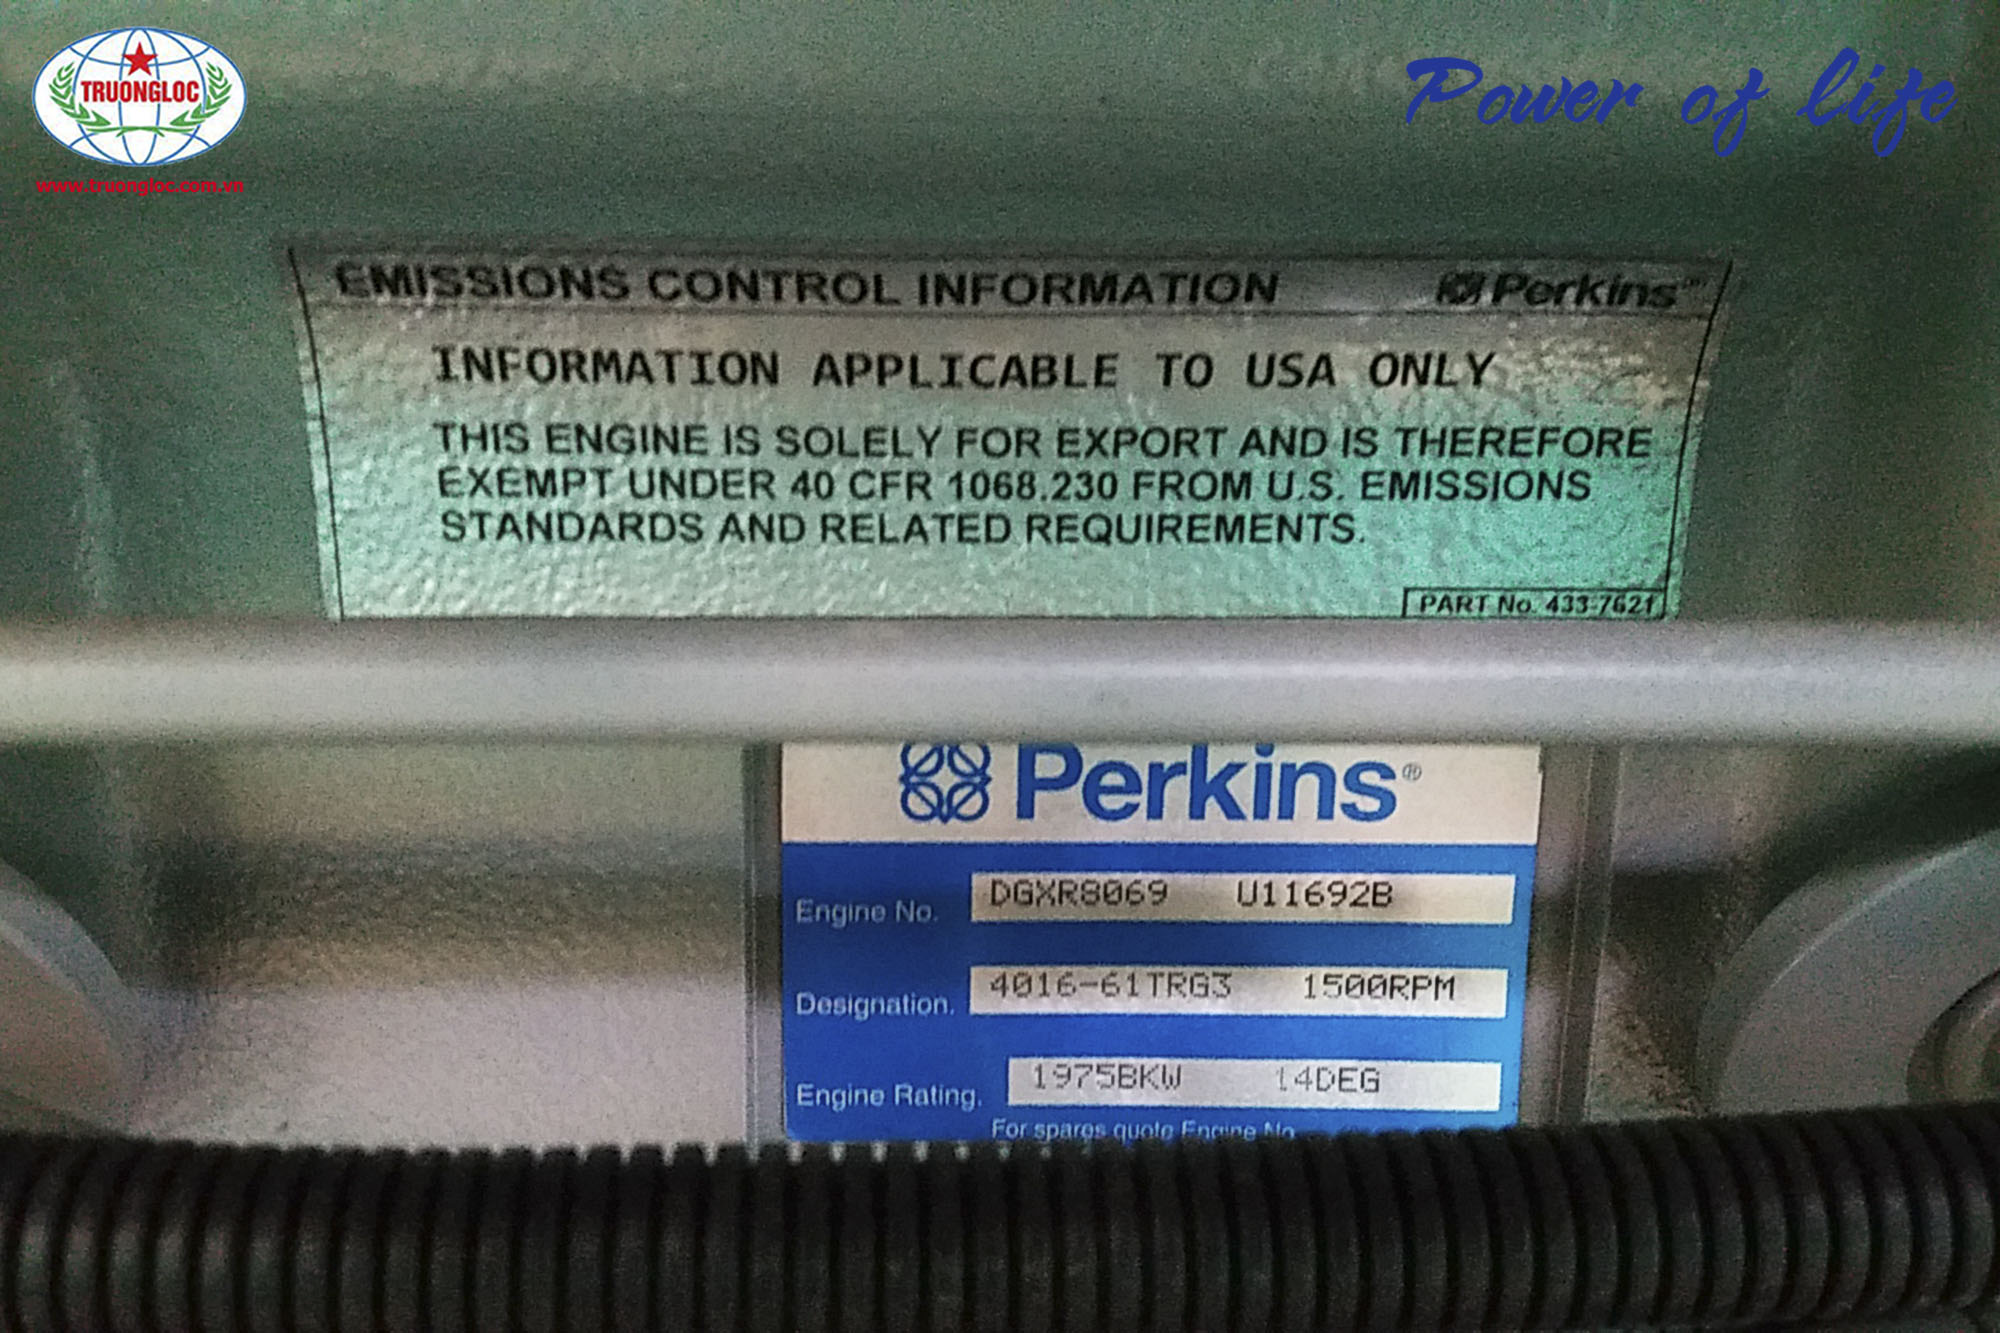 TRUONGLOC
www.truongloc.com.vn
Power of life
EMISSIONS CONTROL INFORMATION Perkins
INFORMATION APPLICABLE TO USA ONLY
THIS ENGINE IS SOLELY FOR EXPORT AND IS THEREFORE
EXEMPT UNDER 40 CFR 1068.230 FROM U.S. EMISSIONS
STANDARDS AND RELATED REQUIREMENTS.
PART No. 433-7621
Perkins®
Engine No. DGXR8069 U11692B
Designation. 4016-61TRG3 1500RPM
Engine Rating. 1975BKW 14DEG
For spares quote Engine No.